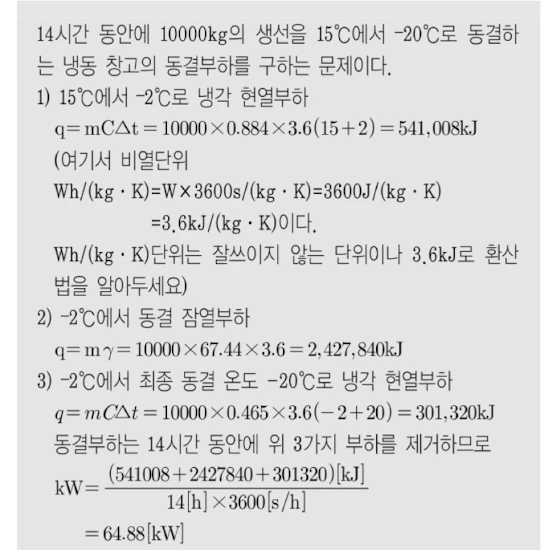 14시간 동안에 10000kg의 생선을 15℃에서 -20℃로 동결하
는 냉동 창고의 동결부하를 구하는 문제이다.
1) 15℃에서 -2℃로 냉각 현열부하
q=mCΔt=10000×0.884×3.6(15+2)=541,008kJ
(여기서 비열단위
Wh/(kg·K)=W×3600s/(kg·K)=3600J/(kg·K)
=3.6kJ/(kg·K)이다.
Wh/(kg·K)단위는 잘쓰이지 않는 단위이나 3.6kJ로 환산
법을 알아두세요)
2) -2℃에서 동결 잠열부하
q=mγ=10000×67.44×3.6=2,427,840kJ
3) -2℃에서 최종 동결 온도 -20℃로 냉각 현열부하
q=mCΔt=10000×0.465×3.6(-2+20)=301,320kJ
동결부하는 14시간 동안에 위 3가지 부하를 제거하므로
kW= (541008+2427840+301320)[kJ]
14[h]×3600[s/h]
=64.88[kW]